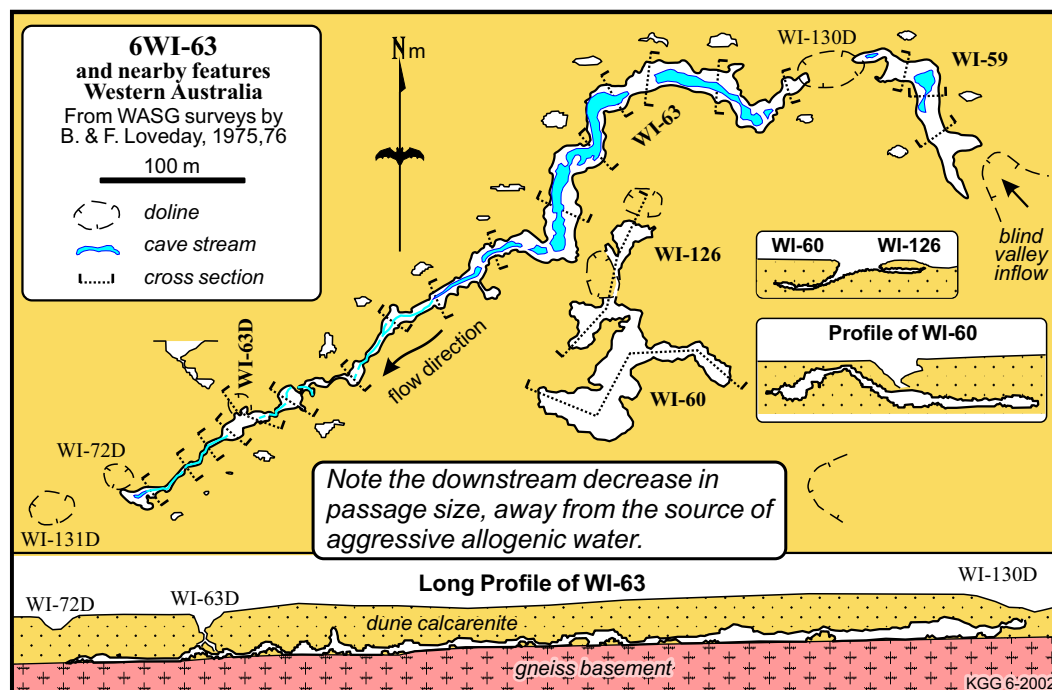 6WI-63
and nearby features
Western Australia
From WASG surveys by
B. & F. Loveday, 1975,76
100 m
doline
cave stream
cross section
N m
WI-130D
WI-59
WI-63
blind
valley
inflow
WI-126
WI-60 WI-126
Profile of WI-60
WI-60
flow direction
WI-63D
WI-72D
WI-131D
Note the downstream decrease in
passage size, away from the source of
aggressive allogenic water.
Long Profile of WI-63
WI-72D
WI-63D
WI-130D
dune calcarenite
gneiss basement
KGG 6-2002